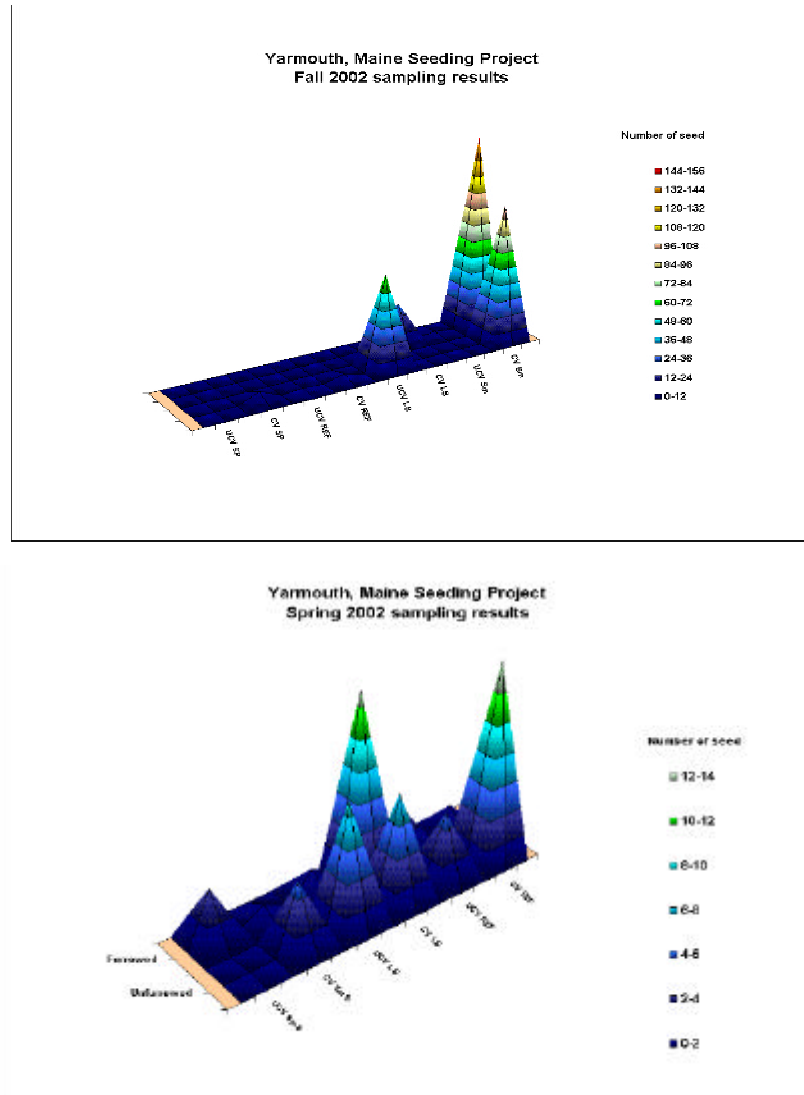 Yarmouth, Maine Seeding Project
Fall 2002 sampling results
Number of seed
144-156
132-144
120-132
108-120
96-108
84-96
72-84
60-72
48-60
36-48
24-36
12-24
0-12
UCV SP
CV SP
UCV REF
CV REF
UCV LS
CV LS
UCV Sm
CV Sm
Yarmouth, Maine Seeding Project
Spring 2002 sampling results
Number of seed
12-14
10-12
8-10
6-8
4-6
2-4
0-2
Furrowed
Unfurrowed
UCV LS
CV LS
UCV REF
CV REF